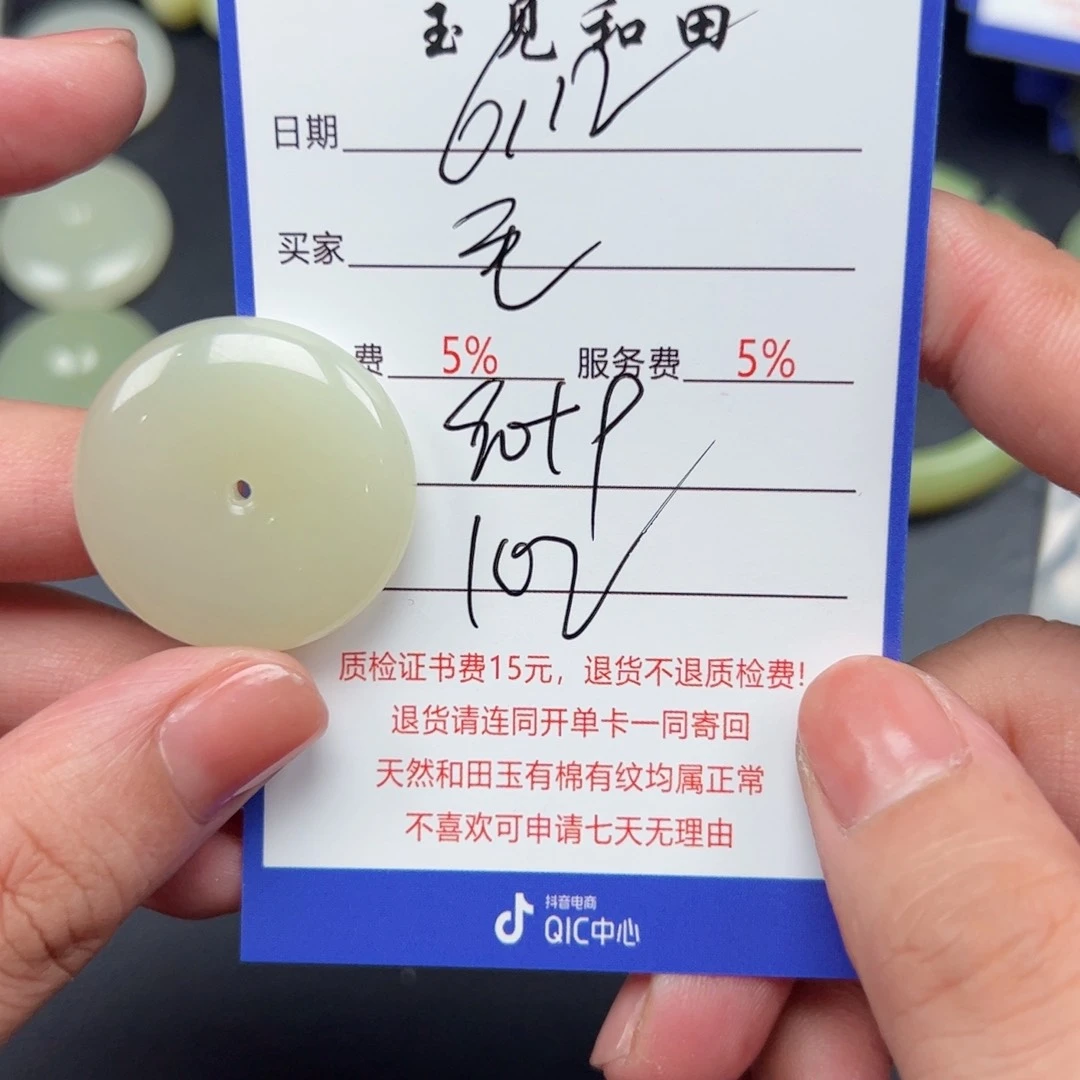 玉见和田
日期 0112
买家 毛
费 5% 服务费 5%
质检证书费15元，退货不退质检费!
退货请连同开单卡一同寄回
天然和田玉有棉有纹均属正常
不喜欢可申请七天无理由
抖音电商
QIC中心